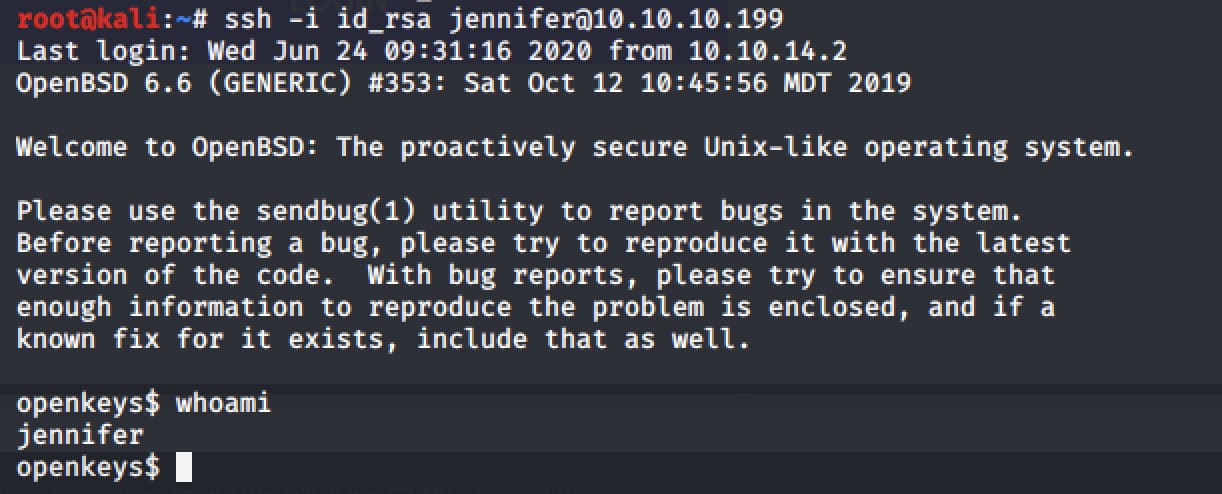 root@kali:~# ssh -i id_rsa jennifer@10.10.10.199
Last login: Wed Jun 24 09:31:16 2020 from 10.10.14.2
OpenBSD 6.6 (GENERIC) #353: Sat Oct 12 10:45:56 MDT 2019
Welcome to OpenBSD: The proactively secure Unix-like operating system.
Please use the sendbug(1) utility to report bugs in the system.
Before reporting a bug, please try to reproduce it with the latest
version of the code.  With bug reports, please try to ensure that
enough information to reproduce the problem is enclosed, and if a
known fix for it exists, include that as well.
openkeys$ whoami
jennifer
openkeys$